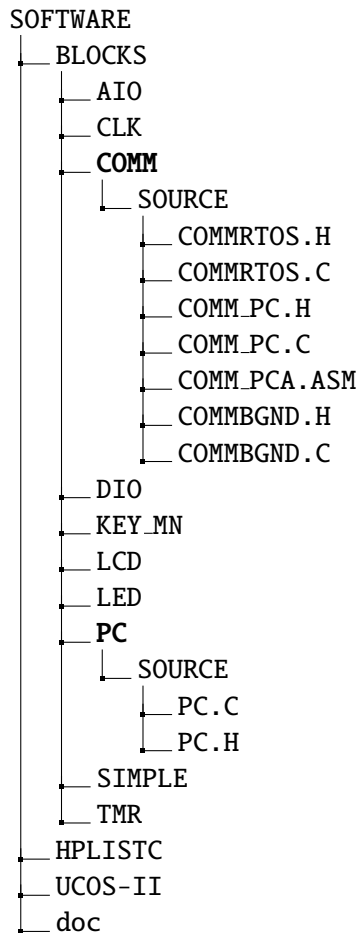 SOFTWARE
BLOCKS
AIO
CLK
COMM
SOURCE
COMMRTOS.H
COMMRTOS.C
COMM_PC.H
COMM_PC.C
COMM_PCA.ASM
COMMBGND.H
COMMBGND.C
DIO
KEY_MN
LCD
LED
PC
SOURCE
PC.C
PC.H
SIMPLE
TMR
HPLISTC
UCOS-II
doc